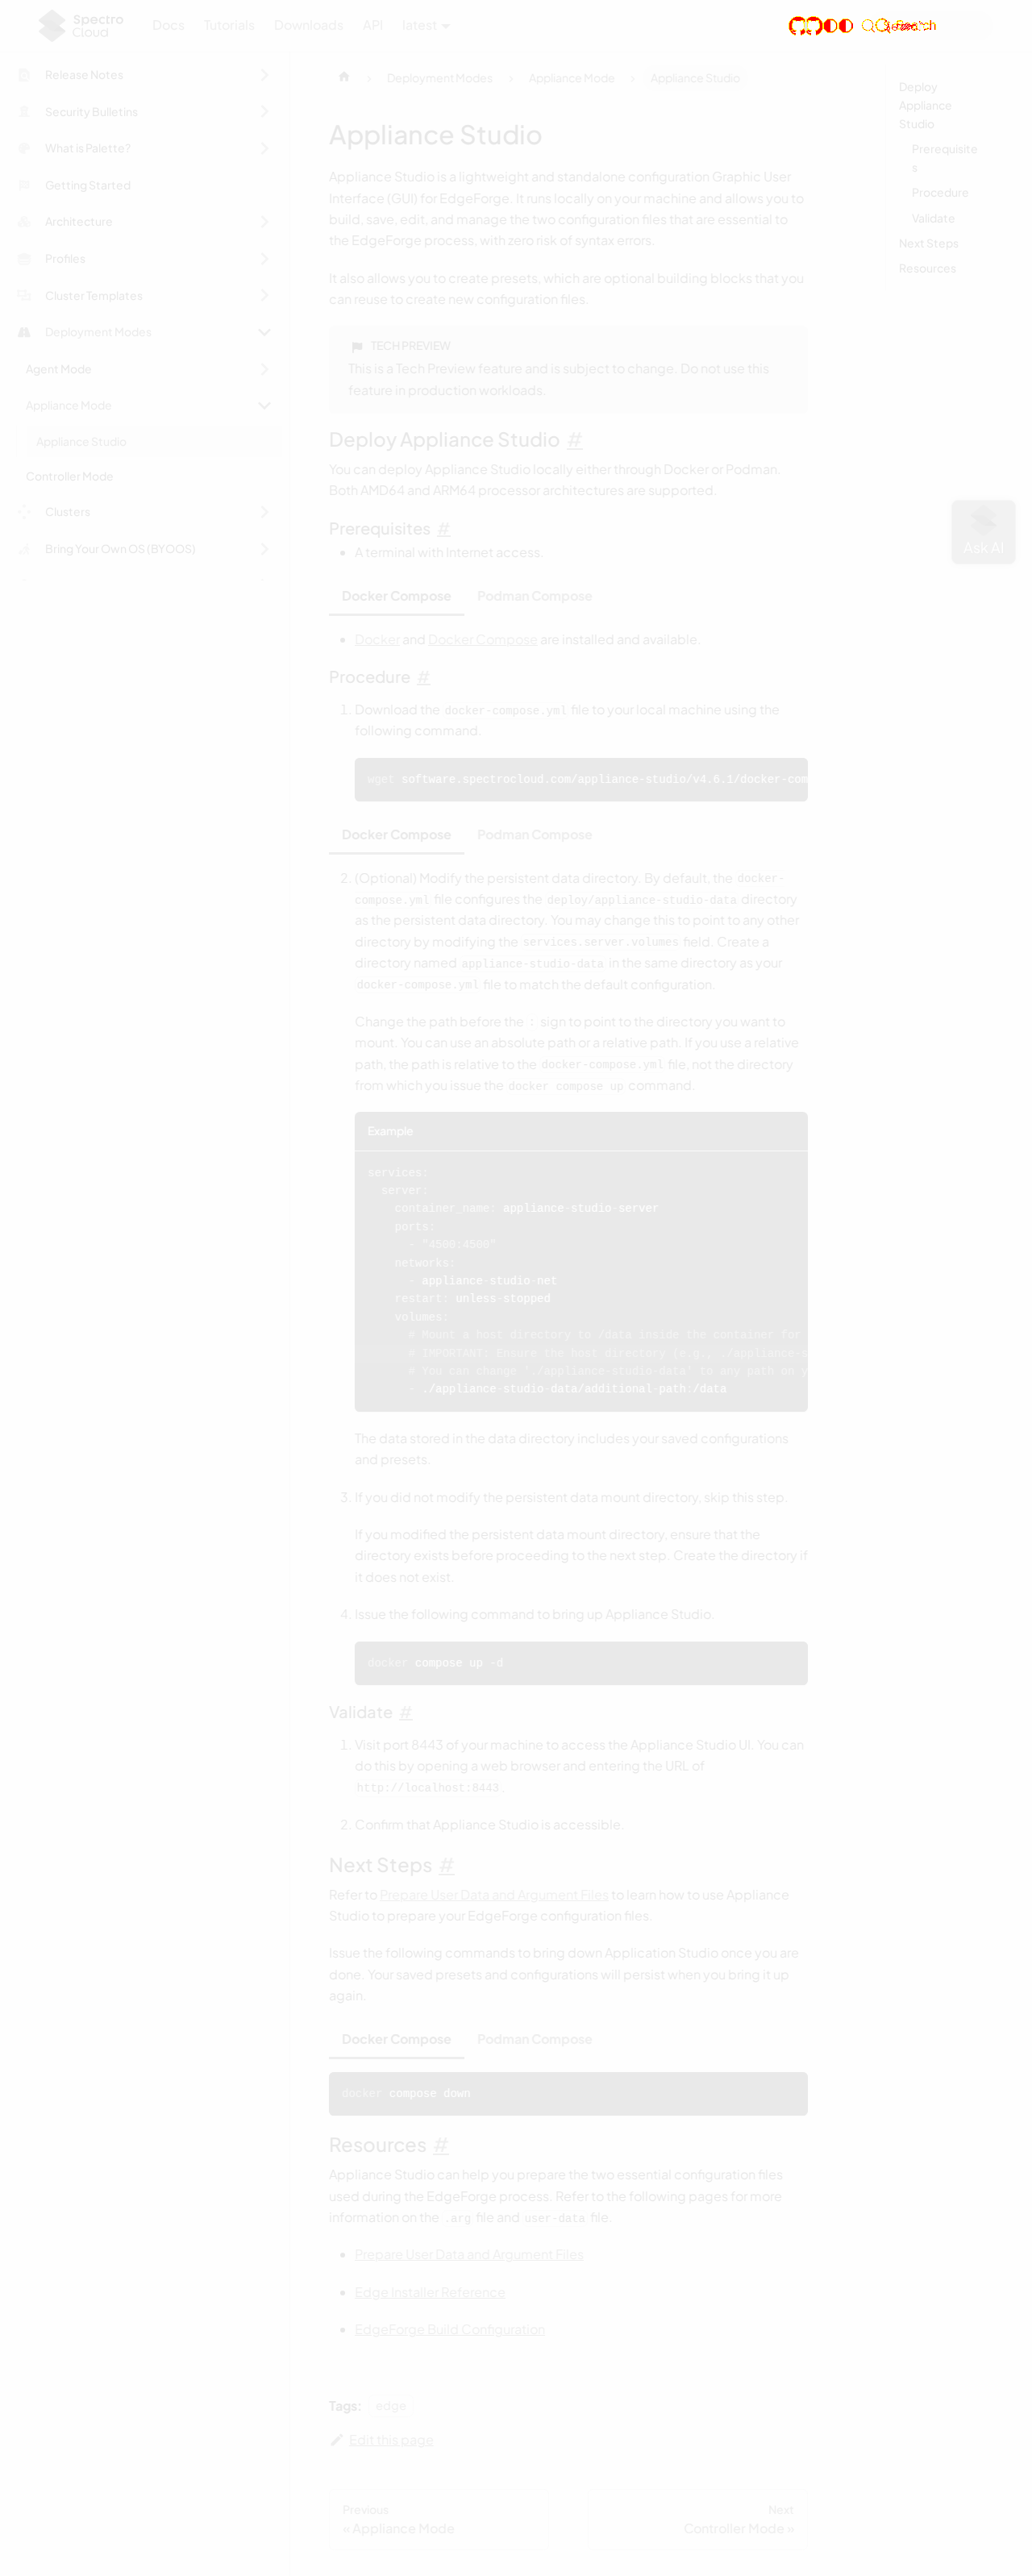 Spectro
Cloud
Docs Tutorials Downloads API latest
Release Notes
Security Bulletins
What is Palette?
Getting Started
Architecture
Profiles
Cluster Templates
Deployment Modes
Agent Mode
Appliance Mode
Appliance Studio
Controller Mode
Clusters
Bring Your Own OS (BYOOS)
Deployment Modes Appliance Mode Appliance Studio
Appliance Studio
Appliance Studio is a lightweight and standalone configuration Graphic User
Interface (GUI) for EdgeForge. It runs locally on your machine and allows you to
build, save, edit, and manage the two configuration files that are essential to
the EdgeForge process, with zero risk of syntax errors.
It also allows you to create presets, which are optional building blocks that you
can reuse to create new configuration files.
TECH PREVIEW
This is a Tech Preview feature and is subject to change. Do not use this
feature in production workloads.
Deploy Appliance Studio #
You can deploy Appliance Studio locally either through Docker or Podman.
Both AMD64 and ARM64 processor architectures are supported.
Prerequisites #
• A terminal with Internet access.
Docker Compose Podman Compose
• Docker and Docker Compose are installed and available.
Procedure #
1. Download the docker-compose.yml file to your local machine using the
following command.
wget software.spectrocloud.com/appliance-studio/v4.6.1/docker-com
Docker Compose Podman Compose
2. (Optional) Modify the persistent data directory. By default, the docker-
compose.yml file configures the deploy/appliance-studio-data directory
as the persistent data directory. You may change this to point to any other
directory by modifying the services.server.volumes field. Create a
directory named appliance-studio-data in the same directory as your
docker-compose.yml file to match the default configuration.
Change the path before the : sign to point to the directory you want to
mount. You can use an absolute path or a relative path. If you use a relative
path, the path is relative to the docker-compose.yml file, not the directory
from which you issue the docker compose up command.
Example
services:
server:
container_name: appliance-studio-server
ports:
- "4500:4500"
networks:
- appliance-studio-net
restart: unless-stopped
volumes:
# Mount a host directory to /data inside the container for
# IMPORTANT: Ensure the host directory (e.g., ./appliance-s
# You can change './appliance-studio-data' to any path on y
- ./appliance-studio-data/additional-path:/data
The data stored in the data directory includes your saved configurations
and presets.
3. If you did not modify the persistent data mount directory, skip this step.
If you modified the persistent data mount directory, ensure that the
directory exists before proceeding to the next step. Create the directory if
it does not exist.
4. Issue the following command to bring up Appliance Studio.
docker compose up -d
Validate #
1. Visit port 8443 of your machine to access the Appliance Studio UI. You can
do this by opening a web browser and entering the URL of
http://localhost:8443.
2. Confirm that Appliance Studio is accessible.
Next Steps #
Refer to Prepare User Data and Argument Files to learn how to use Appliance
Studio to prepare your EdgeForge configuration files.
Issue the following commands to bring down Application Studio once you are
done. Your saved presets and configurations will persist when you bring it up
again.
Docker Compose Podman Compose
docker compose down
Resources #
Appliance Studio can help you prepare the two essential configuration files
used during the EdgeForge process. Refer to the following pages for more
information on the .arg file and user-data file:
• Prepare User Data and Argument Files
• Edge Installer Reference
• EdgeForge Build Configuration
Tags: edge
Edit this page
Previous
« Appliance Mode
Next
Controller Mode »
Deploy
Appliance
Studio
Prerequisite
s
Procedure
Validate
Next Steps
Resources
Ask AI